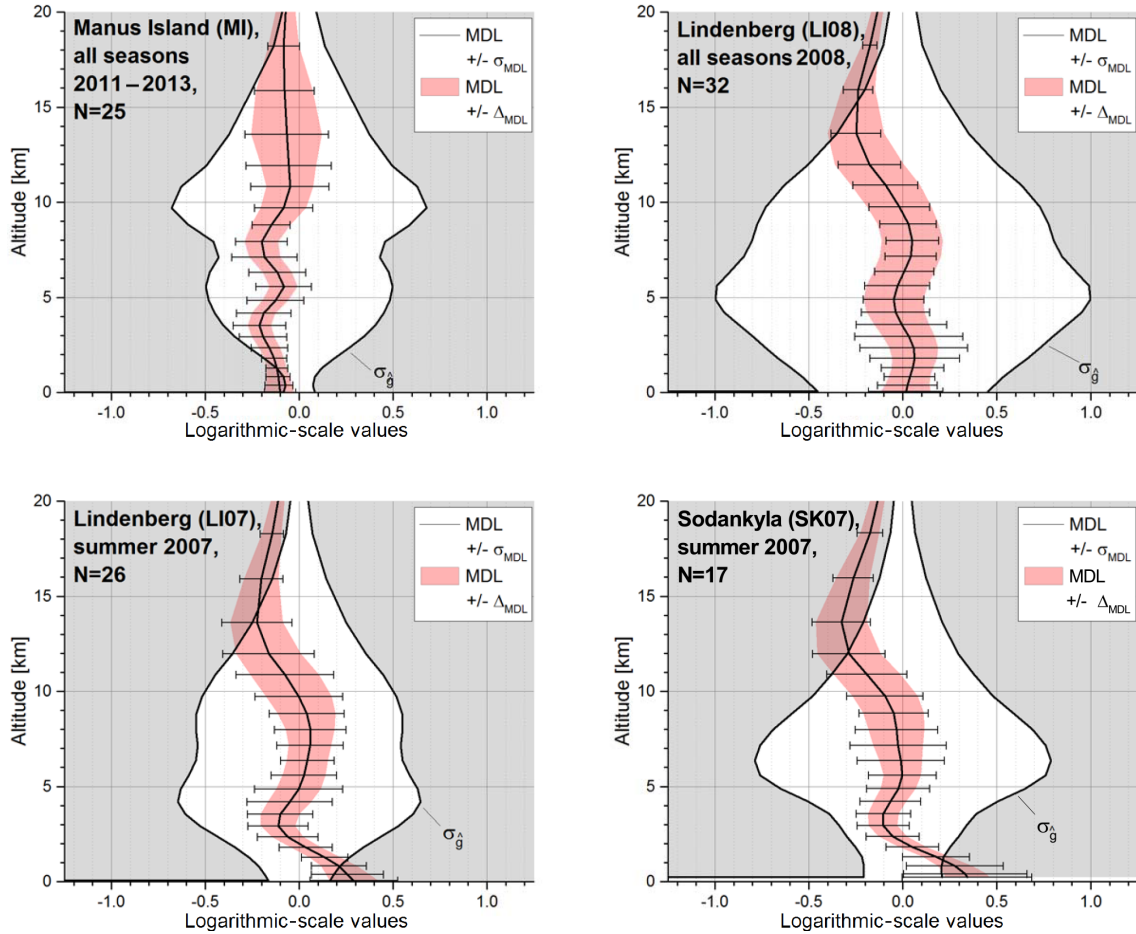 Manus Island (MI),
all seasons
2011–2013,
N=25
MDL
+/- σMDL
MDL
+/- ΔMDL
σĝ
Altitude [km]
20
15
10
5
0
-1.0 -0.5 0.0 0.5 1.0
Logarithmic-scale values
Lindenberg (LI08),
all seasons 2008,
N=32
MDL
+/- σMDL
MDL
+/- ΔMDL
σĝ
Altitude [km]
20
15
10
5
0
-1.0 -0.5 0.0 0.5 1.0
Logarithmic-scale values
Lindenberg (LI07),
summer 2007,
N=26
MDL
+/- σMDL
MDL
+/- ΔMDL
σĝ
Altitude [km]
20
15
10
5
0
-1.0 -0.5 0.0 0.5 1.0
Logarithmic-scale values
Sodankyla (SK07),
summer 2007,
N=17
MDL
+/- σMDL
MDL
+/- ΔMDL
σĝ
Altitude [km]
20
15
10
5
0
-1.0 -0.5 0.0 0.5 1.0
Logarithmic-scale values